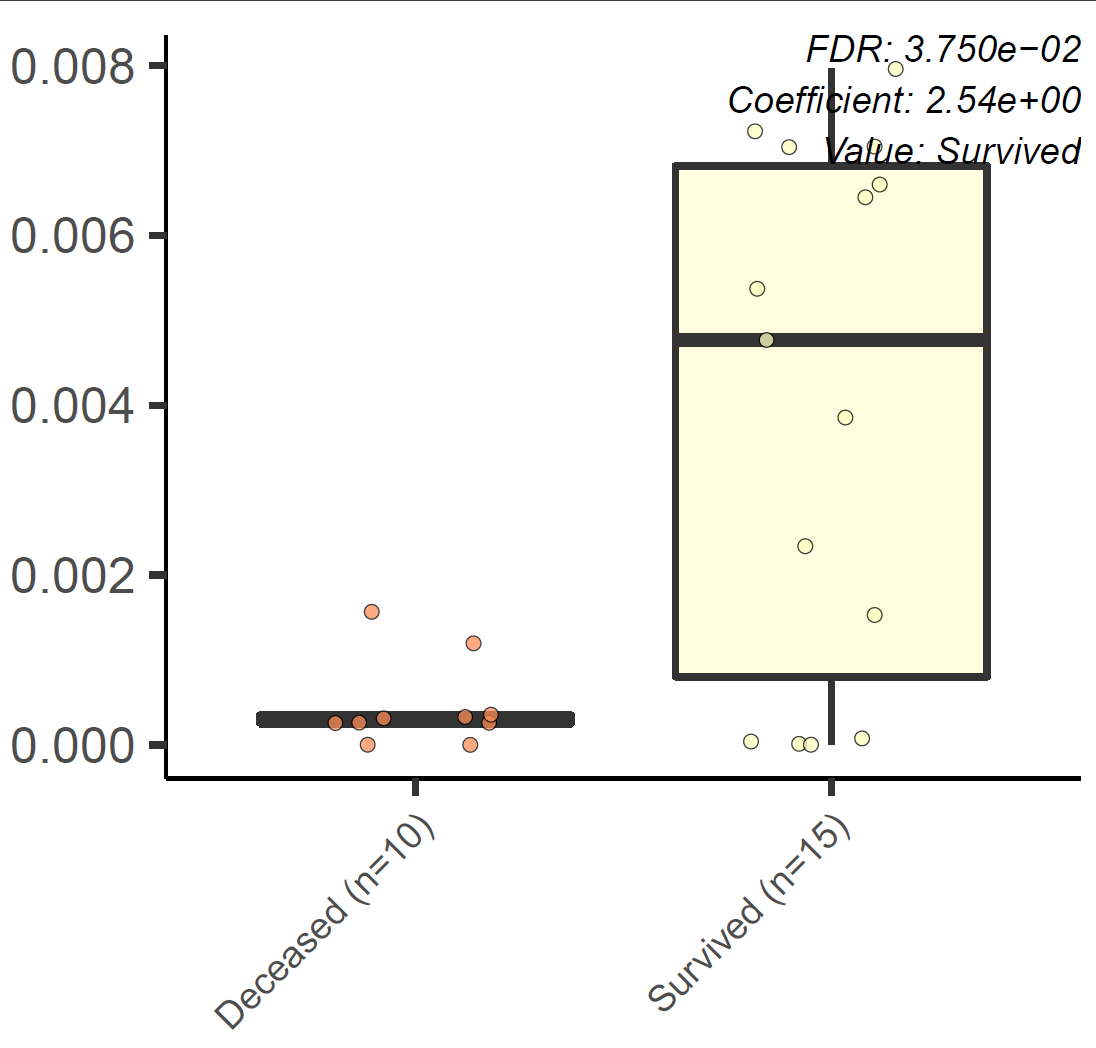 FDR: 3.750e−02
Coefficient: 2.54e+00
Value: Survived
0.008
0.006
0.004
0.002
0.000
Deceased (n=10)
Survived (n=15)